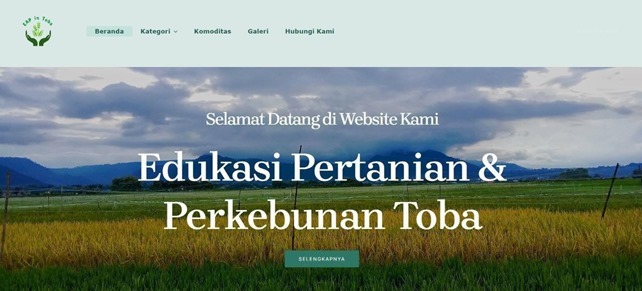 EAP in Toba
Beranda
Kategori
Komoditas
Galeri
Hubungi Kami
Selamat Datang di Website Kami
Edukasi Pertanian &
Perkebunan Toba
SELENGKAPNYA